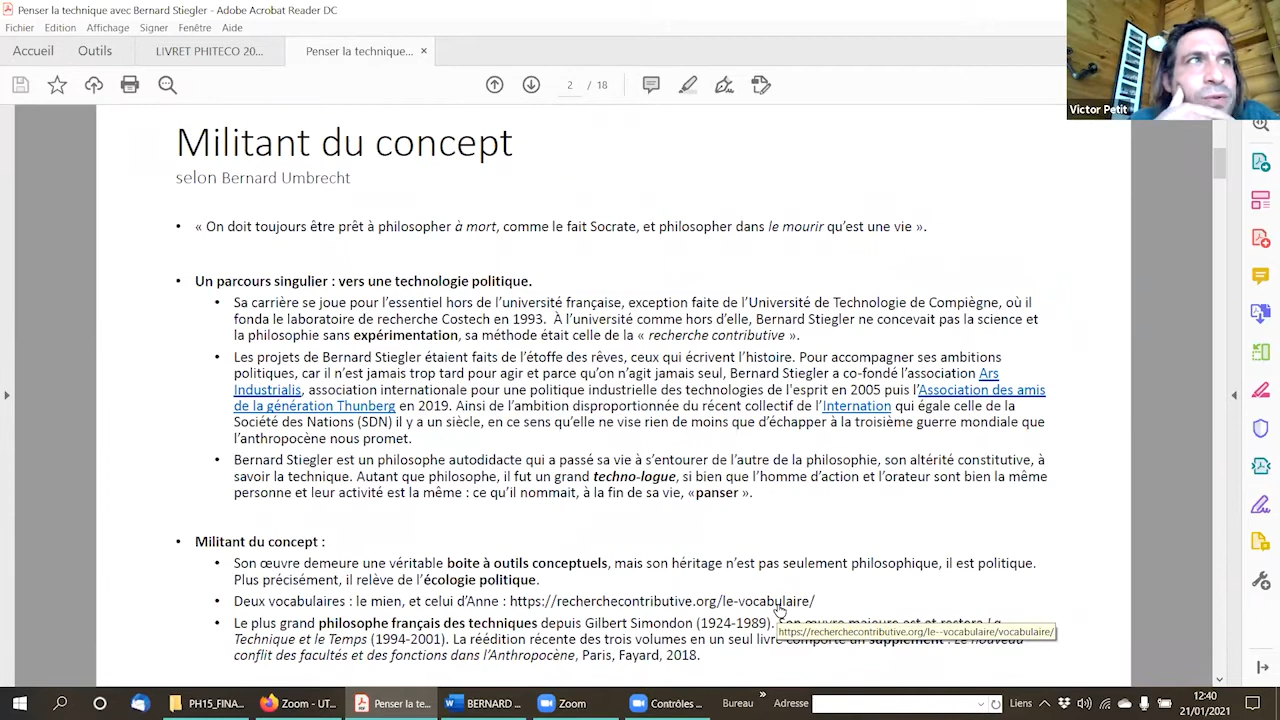 Penser la technique avec Bernard Stiegler - Adobe Acrobat Reader DC
Fichier Edition Affichage Signer Fenêtre Aide
Accueil Outils LIVRET PHITECO 20... Penser la technique... ×
2 / 18
Victor Petit
Militant du concept
selon Bernard Umbrecht
• « On doit toujours être prêt à philosopher à mort, comme le fait Socrate, et philosopher dans le mourir qu’est une vie ».
• Un parcours singulier : vers une technologie politique.
• Sa carrière se joue pour l’essentiel hors de l’université française, exception faite de l’Université de Technologie de Compiègne, où il
fonda le laboratoire de recherche Costech en 1993. À l’université comme hors d’elle, Bernard Stiegler ne concevait pas la science et
la philosophie sans expérimentation, sa méthode était celle de la « recherche contributive ».
• Les projets de Bernard Stiegler étaient faits de l’étoffe des rêves, ceux qui écrivent l’histoire. Pour accompagner ses ambitions
politiques, car il n’est jamais trop tard pour agir et parce qu’on n’agit jamais seul, Bernard Stiegler a co-fondé l’association Ars
Industrialis, association internationale pour une politique industrielle des technologies de l'esprit en 2005 puis l’Association des amis
de la génération Thunberg en 2019. Ainsi de l’ambition disproportionnée du récent collectif de l’Internation qui égale celle de la
Société des Nations (SDN) il y a un siècle, en ce sens qu’elle ne vise rien de moins que d’échapper à la troisième guerre mondiale que
l’anthropocène nous promet.
• Bernard Stiegler est un philosophe autodidacte qui a passé sa vie à s’entourer de l’autre de la philosophie, son altérité constitutive, à
savoir la technique. Autant que philosophe, il fut un grand techno-logue, si bien que l’homme d’action et l’orateur sont bien la même
personne et leur activité est la même : ce qu’il nommait, à la fin de sa vie, «panser ».
• Militant du concept :
• Son œuvre demeure une véritable boite à outils conceptuels, mais son héritage n’est pas seulement philosophique, il est politique.
Plus précisément, il relève de l’écologie politique.
• Deux vocabulaires : le mien, et celui d’Anne : https://recherchecontributive.org/le-vocabulaire/
• Le plus grand philosophe français des techniques depuis Gilbert Simondon (1924-1989). Son œuvre majeure est et restera La
https://recherchecontributive.org/le--vocabulaire/vocabulaire/
Technique et le Temps (1994-2001). La réédition récente des trois volumes en un seul livre comporte un supplément : Le nouveau
conflit des facultés et des fonctions dans l’Anthropocène, Paris, Fayard, 2018.
PH15_FINA... Zoom - UT... Penser la te... BERNARD ... Zoom Contrôles ... Bureau » Adresse Liens » 12:40
21/01/2021